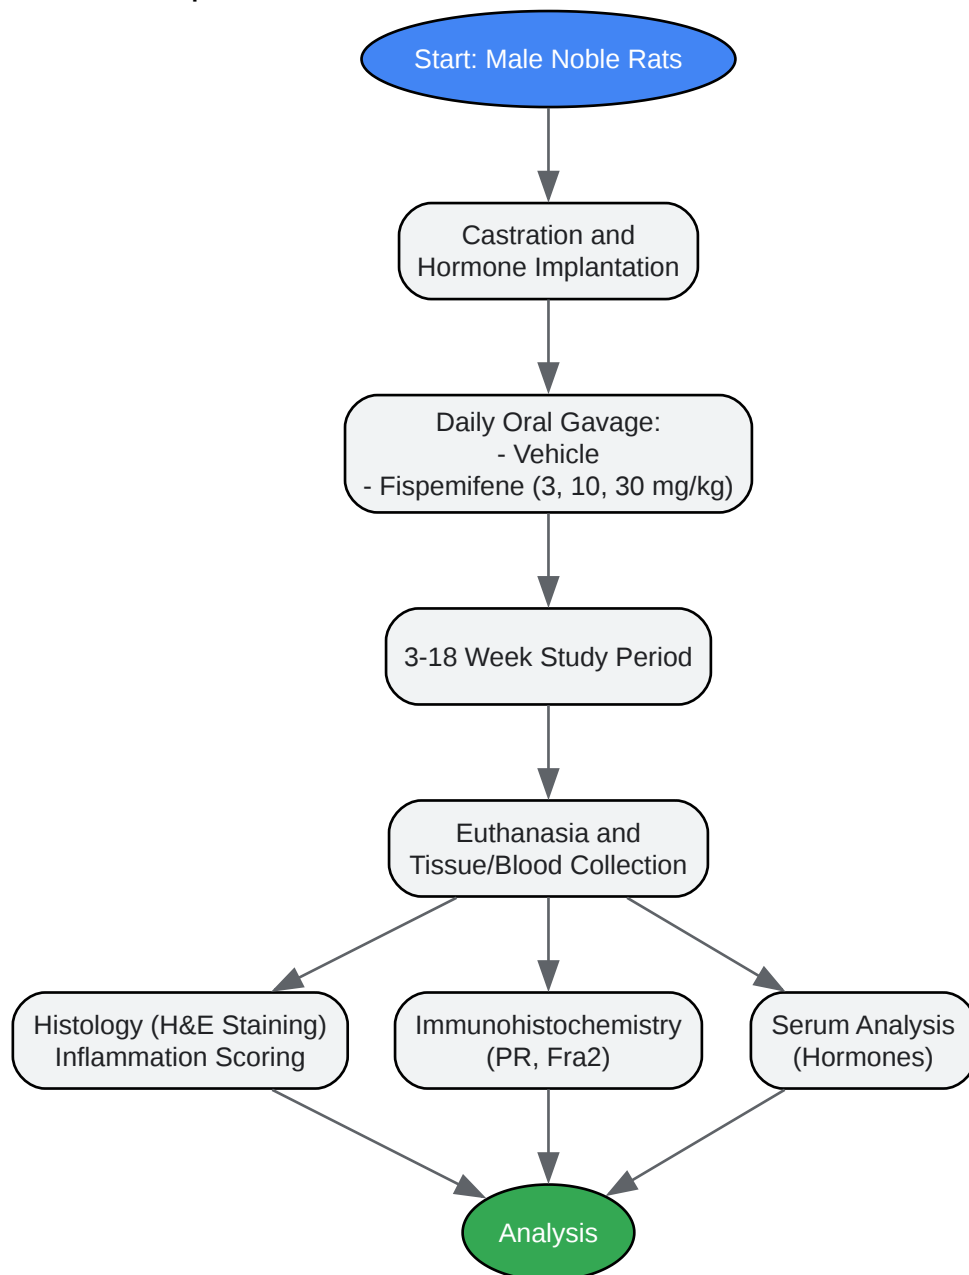 Start: Male Noble Rats
Castration and
Hormone Implantation
Daily Oral Gavage:
- Vehicle
- Fispemifene (3, 10, 30 mg/kg)
3-18 Week Study Period
Euthanasia and
Tissue/Blood Collection
Histology (H&E Staining)
Inflammation Scoring
Immunohistochemistry
(PR, Fra2)
Serum Analysis
(Hormones)
Analysis